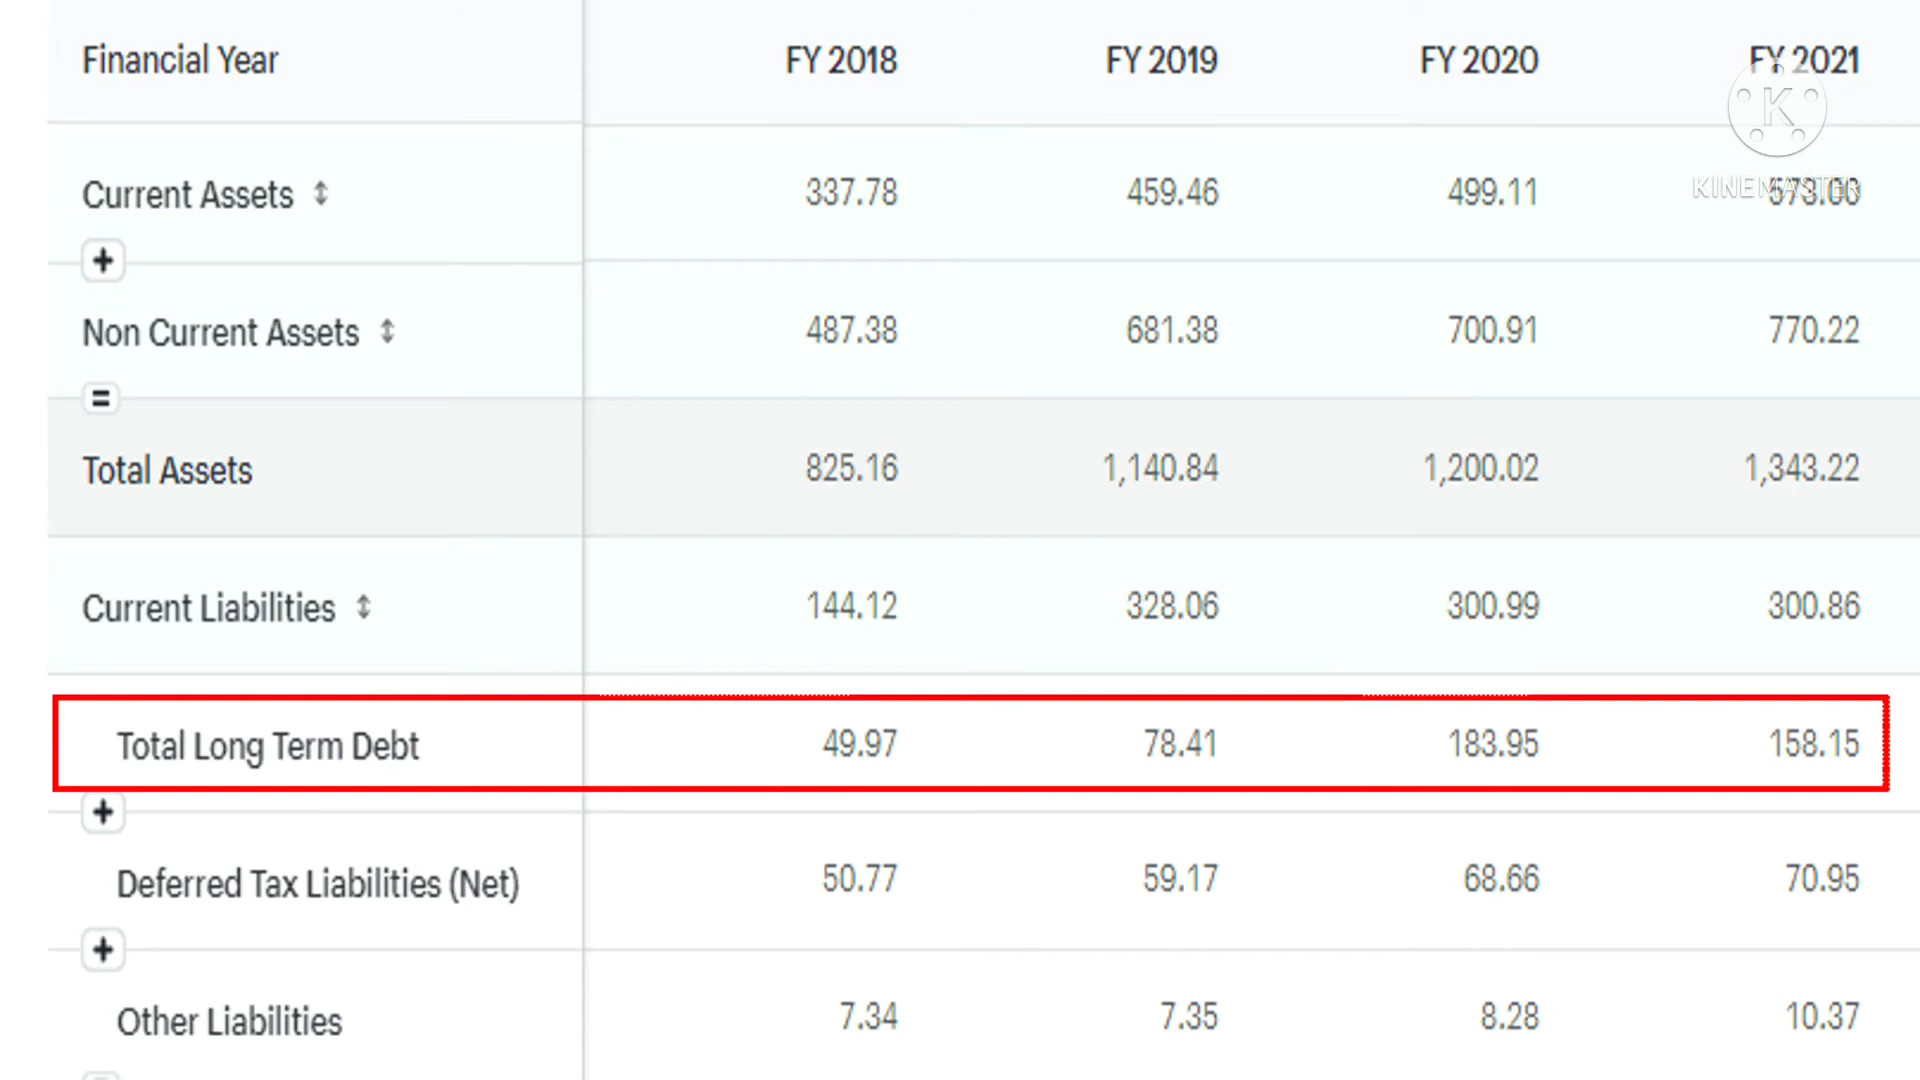 Financial Year FY 2018 FY 2019 FY 2020 FY 2021
K
KINEMASTER
Current Assets 337.78 459.46 499.11
+
Non Current Assets 487.38 681.38 700.91 770.22
=
Total Assets 825.16 1,140.84 1,200.02 1,343.22
Current Liabilities 144.12 328.06 300.99 300.86
Total Long Term Debt 49.97 78.41 183.95 158.15
+
Deferred Tax Liabilities (Net) 50.77 59.17 68.66 70.95
+
Other Liabilities 7.34 7.35 8.28 10.37